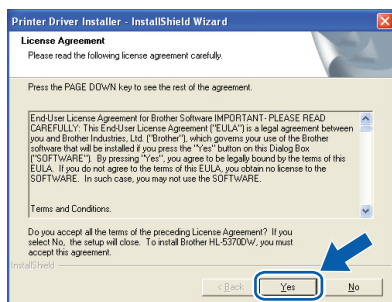 Printer Driver Installer - InstallShield Wizard
License Agreement
Please read the following license agreement carefully.
Press the PAGE DOWN key to see the rest of the agreement.
End-User License Agreement for Brother Software IMPORTANT- PLEASE READ
CAREFULLY: This End-User License Agreement ("EULA") is a legal agreement between
you and Brother Industries, Ltd. ("Brother"), which governs your use of the Brother
software that will be installed if you press the "Yes" button on this Dialog Box
("SOFTWARE"). By pressing "Yes", you agree to be legally bound by the terms of this
EULA. If you do not agree to the terms of this EULA, you obtain no license to the
SOFTWARE. In such case, you may not use the SOFTWARE.
Terms and Conditions.
Do you accept all the terms of the preceding License Agreement? If you
select No, the setup will close. To install Brother HL-5370DW, you must
accept this agreement.
InstallShield
< Back Yes No